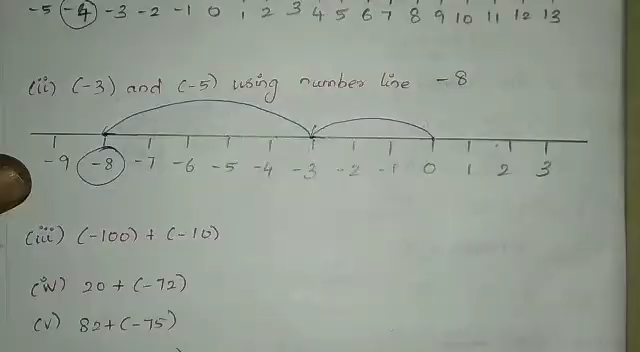 -5 -4 -3 -2 -1 0 1 2 3 4 5 6 7 8 9 10 11 12 13
(ii) (-3) and (-5) using number line -8
-9 -8 -7 -6 -5 -4 -3 -2 -1 0 1 2 3
(iii) (-100) + (-10)
(iv) 20 + (-72)
(v) 82 + (-75)